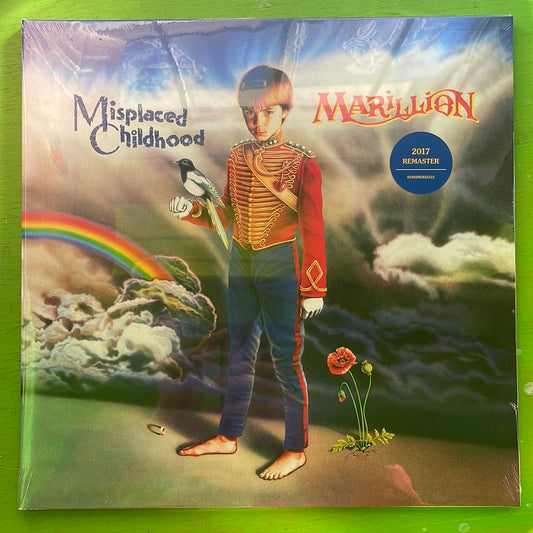 Misplaced
Childhood
MARILLION
2017
REMASTER